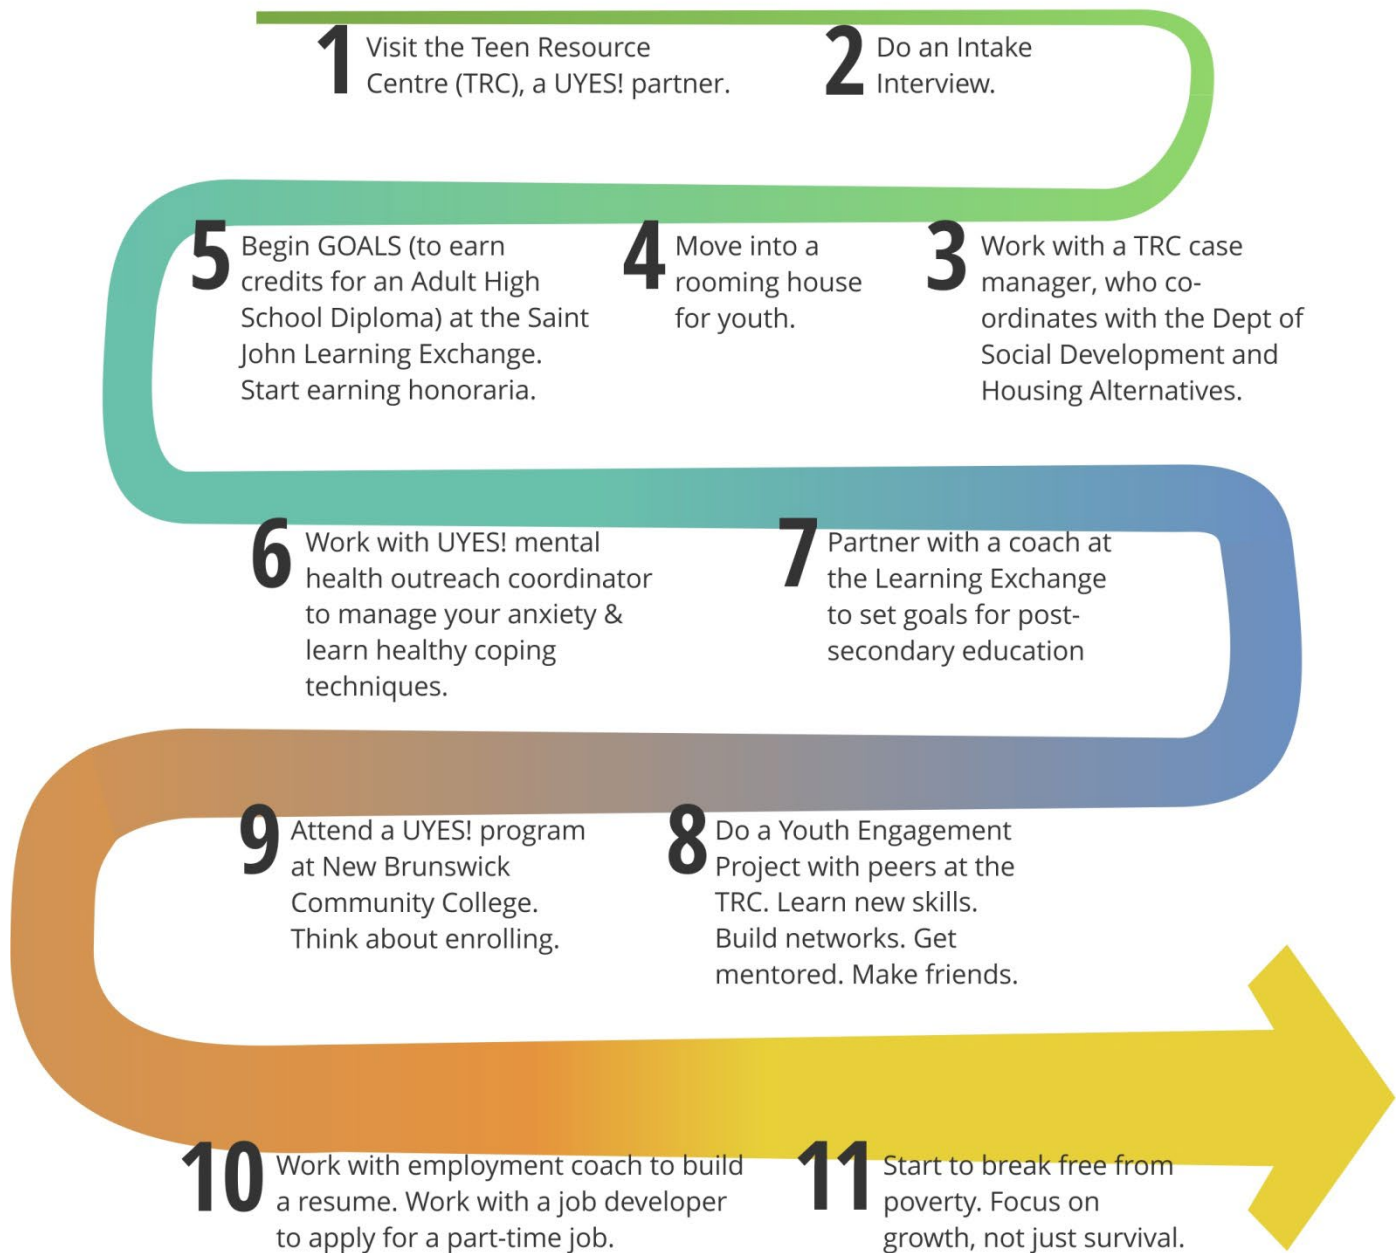 1 Visit the Teen Resource
Centre (TRC), a UYES! partner.
2 Do an Intake
Interview.
3 Work with a TRC case
manager, who co-
ordinates with the Dept of
Social Development and
Housing Alternatives.
4 Move into a
rooming house
for youth.
5 Begin GOALS (to earn
credits for an Adult High
School Diploma) at the Saint
John Learning Exchange.
Start earning honoraria.
6 Work with UYES! mental
health outreach coordinator
to manage your anxiety &
learn healthy coping
techniques.
7 Partner with a coach at
the Learning Exchange
to set goals for post-
secondary education
8 Do a Youth Engagement
Project with peers at the
TRC. Learn new skills.
Build networks. Get
mentored. Make friends.
9 Attend a UYES! program
at New Brunswick
Community College.
Think about enrolling.
10 Work with employment coach to build
a resume. Work with a job developer
to apply for a part-time job.
11 Start to break free from
poverty. Focus on
growth, not just survival.